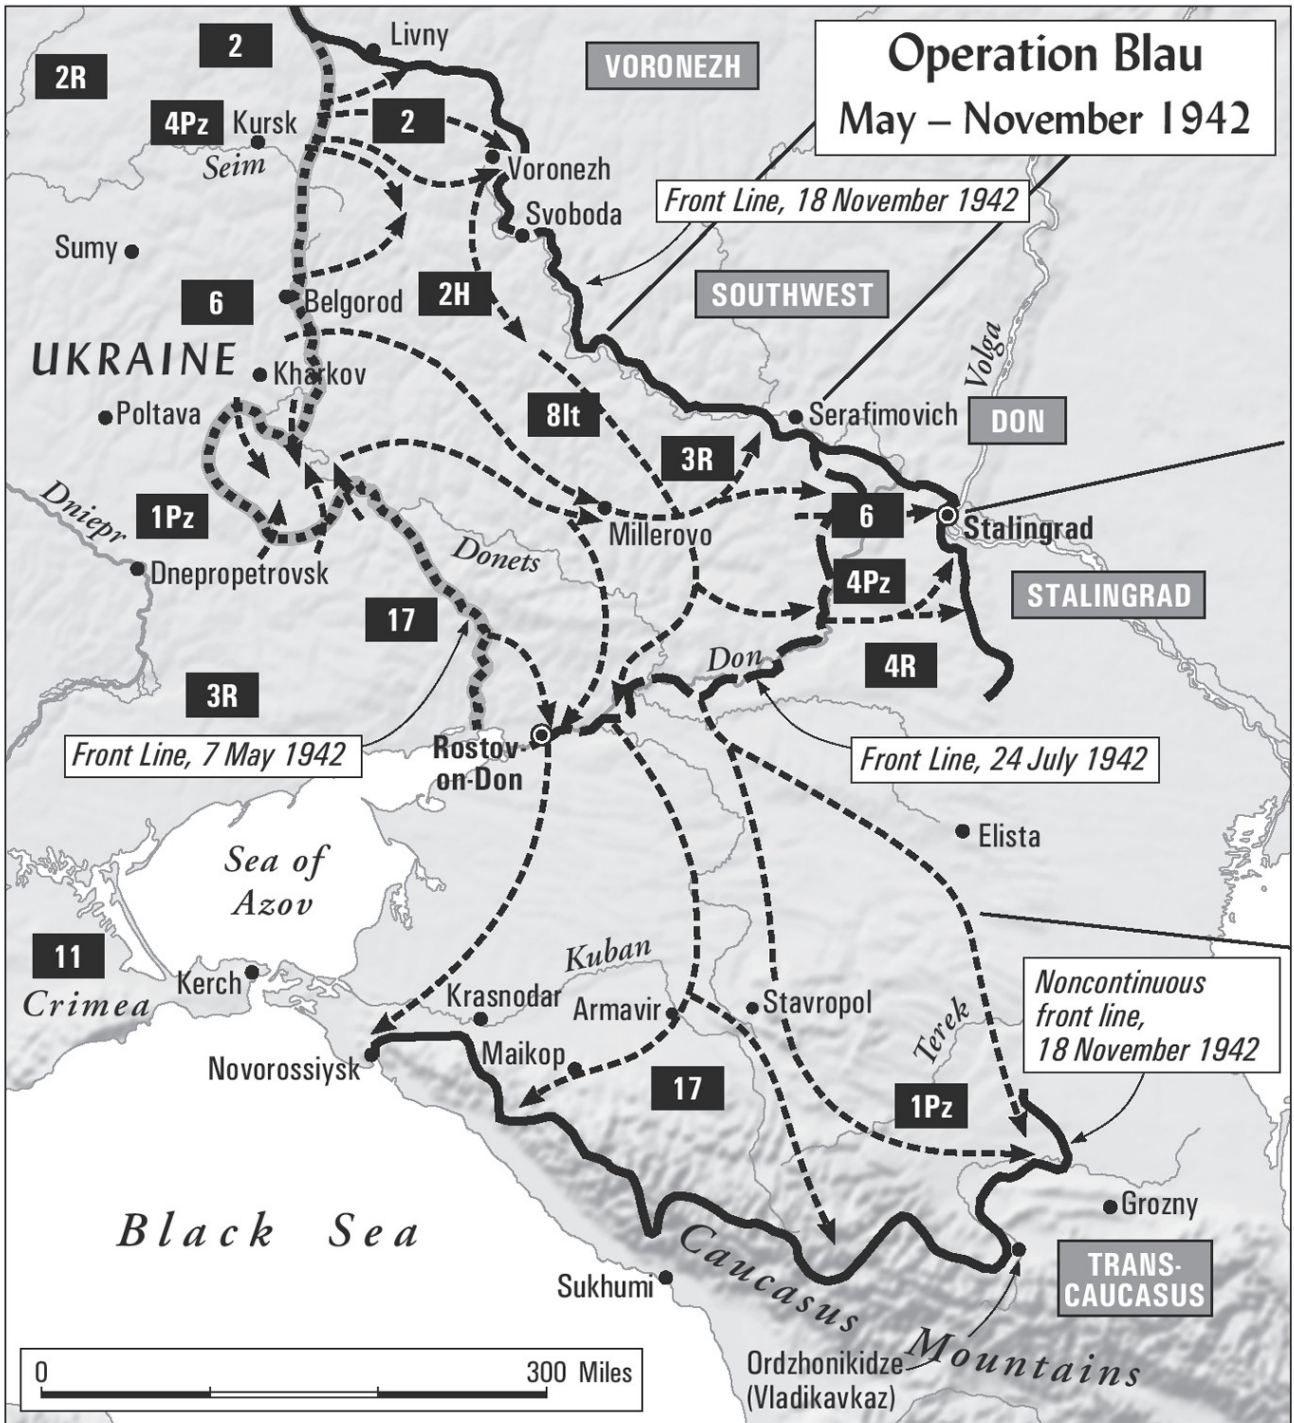 Operation Blau
May – November 1942
Livny
2
VORONEZH
2R
4Pz
Kursk
2
Seim
Voronezh
Front Line, 18 November 1942
Svoboda
Sumy
6
Belgorod
2H
SOUTHWEST
UKRAINE
Kharkov
Volga
Poltava
8It
Serafimovich
DON
3R
Dniepr
1Pz
6
Millerovo
Stalingrad
Donets
Dnepropetrovsk
4Pz
STALINGRAD
17
Don
4R
3R
Front Line, 7 May 1942
Rostov-
on-Don
Front Line, 24 July 1942
Elista
Sea of
Azov
11
Kuban
Crimea
Kerch
Krasnodar
Armavir
Stavropol
Terek
Noncontinuous
front line,
18 November 1942
Novorossiysk
Maikop
17
1Pz
Grozny
Black Sea
Caucasus
Mountains
TRANS-
CAUCASUS
Sukhumi
Ordzhonikidze
(Vladikavkaz)
0
300 Miles